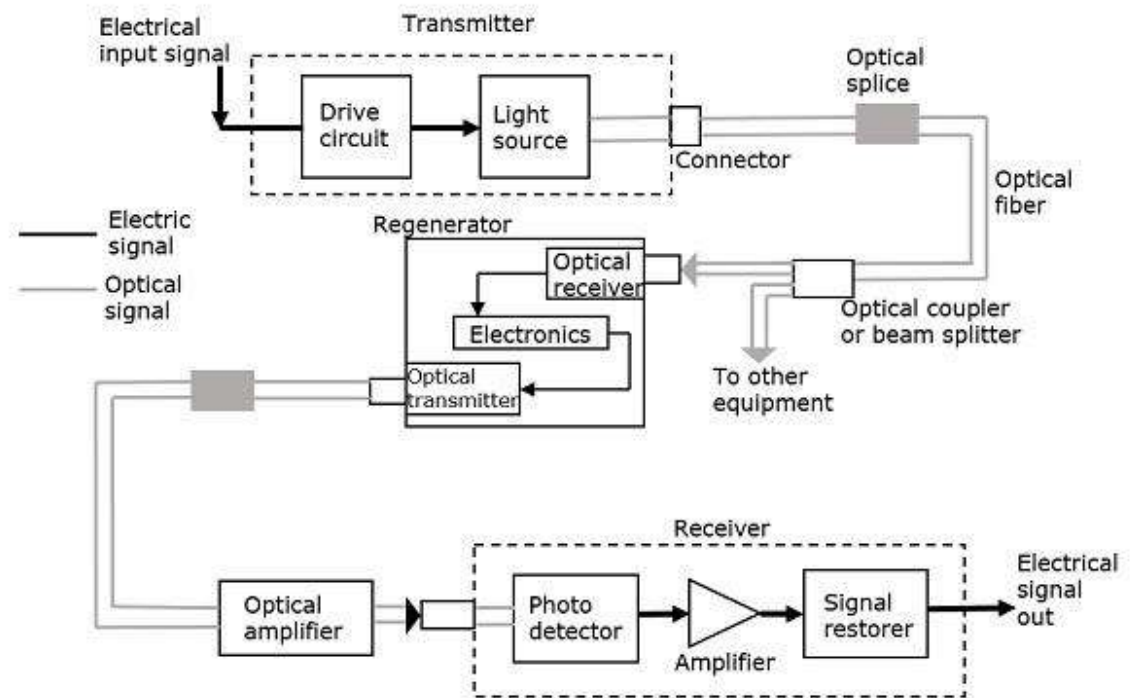 Electrical
input signal
Transmitter
Drive
circuit
Light
source
Connector
Optical
splice
Optical
fiber
Electric
signal
Optical
signal
Regenerator
Optical
receiver
Electronics
Optical
transmitter
Optical coupler
or beam splitter
To other
equipment
Receiver
Optical
amplifier
Photo
detector
Amplifier
Signal
restorer
Electrical
signal
out